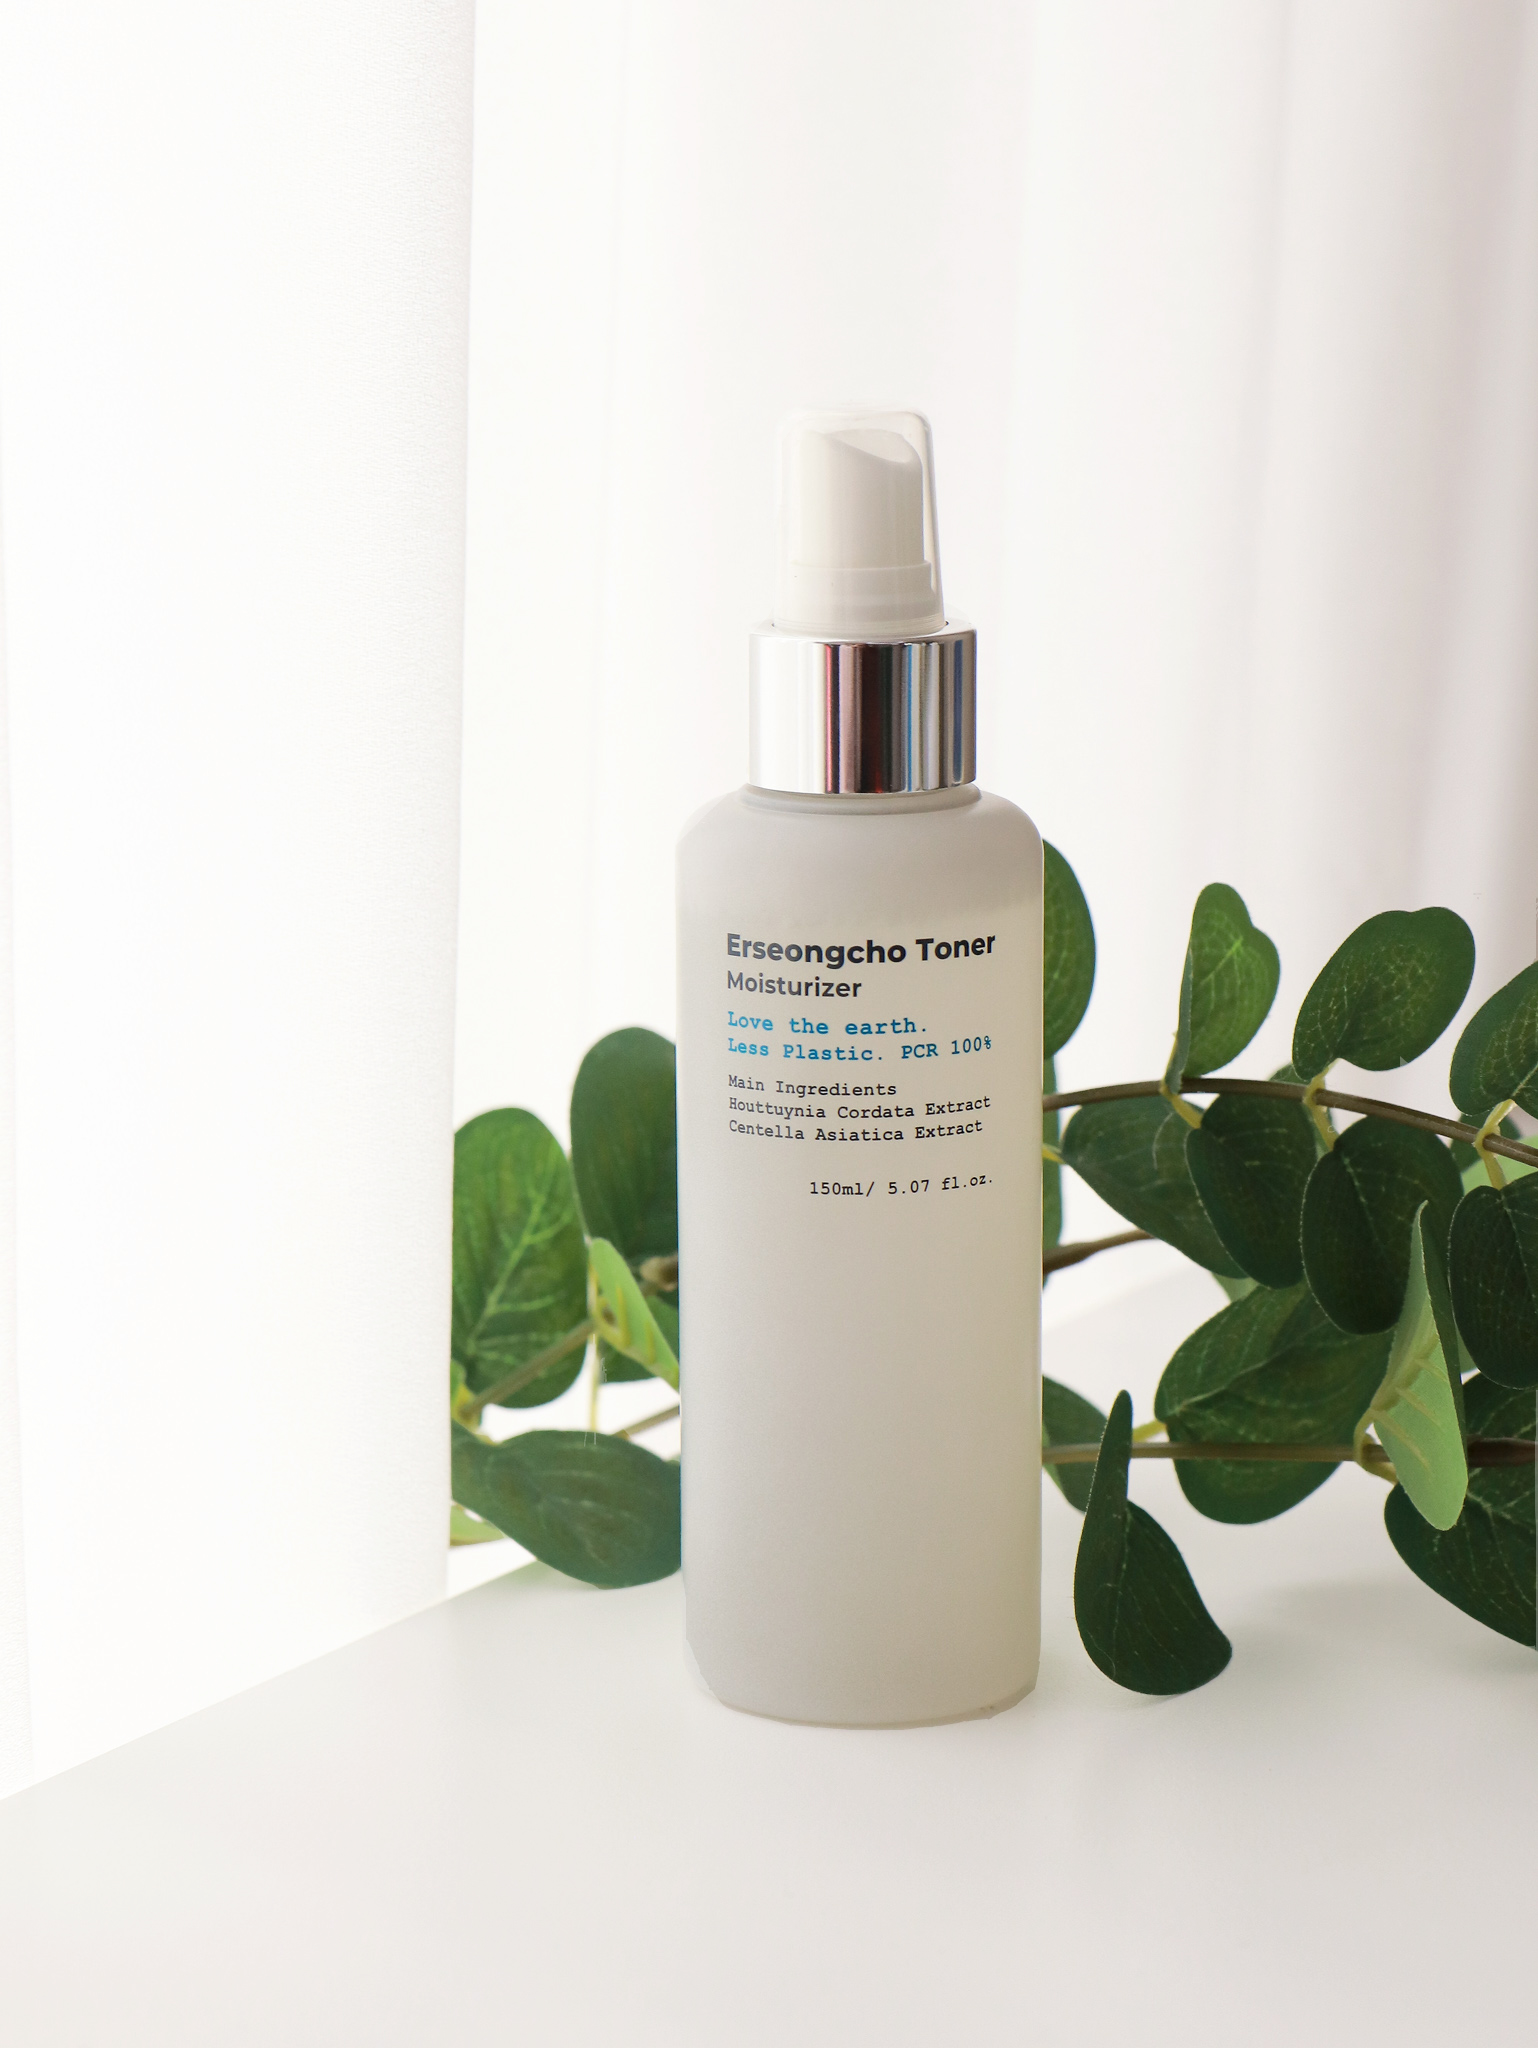 Erseongcho Toner
Moisturizer
Love the earth.
Less Plastic. PCR 100%
Main Ingredients
Houttuynia Cordata Extract
Centella Asiatica Extract
150ml/ 5.07 fl.oz.